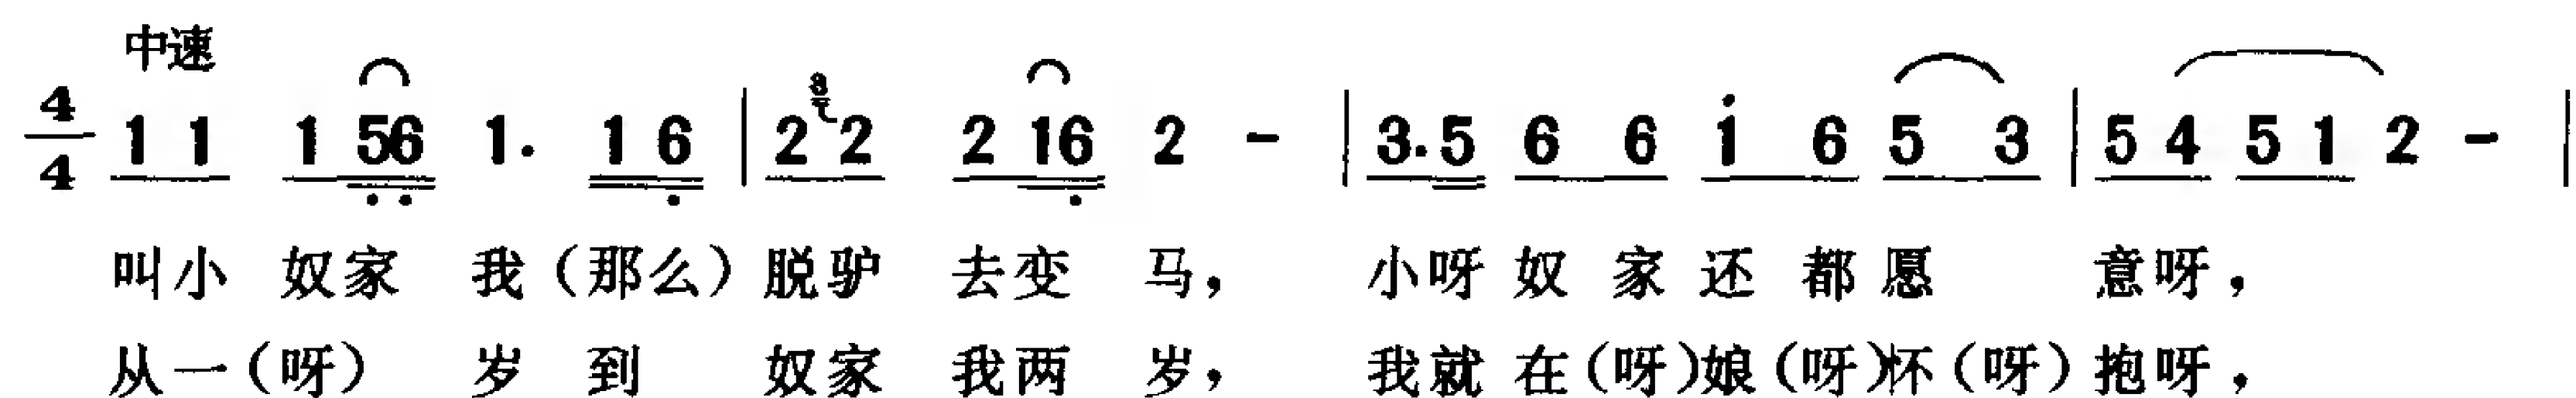 中速
4/4 1 1 1 56 1. 1 6 | 2 3 2 2 16 2 - | 3.5 6 6 i 6 5 3 | 5 4 5 1 2 - |
叫小 奴家 我（那么）脱驴 去变 马， 小呀 奴 家 还 都 愿 意呀，
从一（呀） 岁 到 奴家 我两 岁， 我就 在（呀）娘（呀）怀（呀）抱呀，